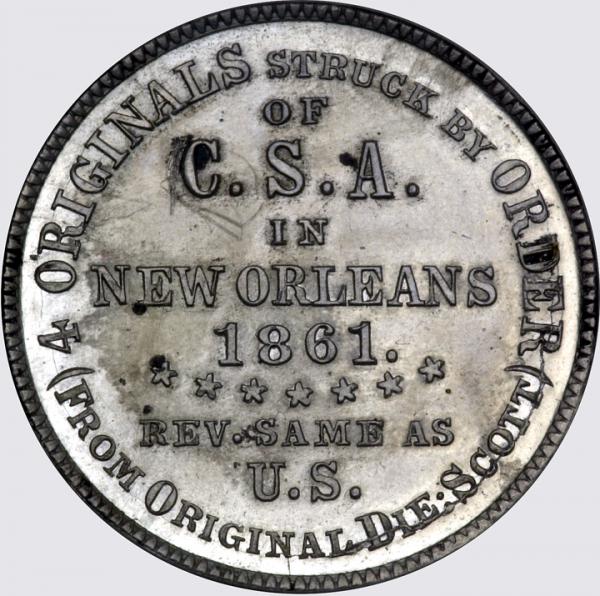 4 ORIGINALS STRUCK BY ORDER
OF
C.S.A.
IN
NEW ORLEANS
1861.
REV. SAME AS
U.S.
(FROM ORIGINAL DIE: SCOTT)